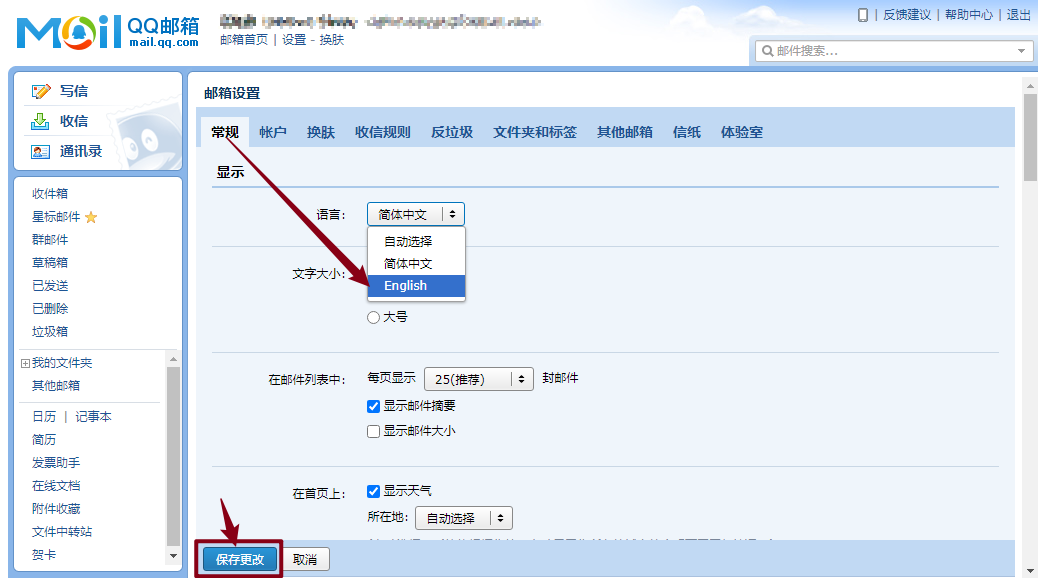 Mail QQ邮箱
mail.qq.com
邮箱首页 | 设置 - 换肤
| 反馈建议 | 帮助中心 | 退出
邮件搜索...
写信
收信
通讯录
收件箱
星标邮件
群邮件
草稿箱
已发送
已删除
垃圾箱
我的文件夹
其他邮箱
日历 | 记事本
简历
发票助手
在线文档
附件收藏
文件中转站
贺卡
邮箱设置
常规 帐户 换肤 收信规则 反垃圾 文件夹和标签 其他邮箱 信纸 体验室
显示
语言: 简体中文
自动选择
简体中文
English
文字大小:
大号
在邮件列表中: 每页显示 25(推荐) 封邮件
显示邮件摘要
显示邮件大小
在首页上: 显示天气
所在地: 自动选择
保存更改 取消